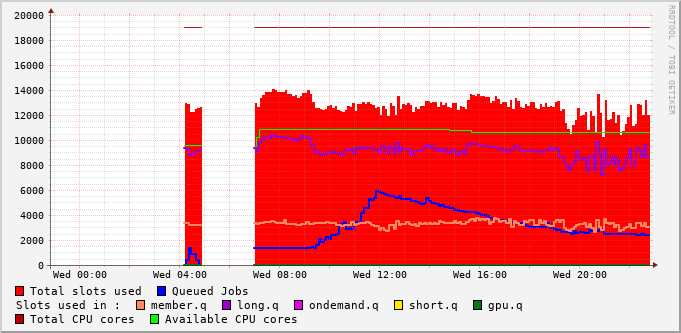 20000
18000
16000
14000
12000
10000
8000
6000
4000
2000
0
Wed 00:00 Wed 04:00 Wed 08:00 Wed 12:00 Wed 16:00 Wed 20:00
RRDTOOL / TOBI OETIKER
Total slots used Queued Jobs
Slots used in : member.q long.q ondemand.q short.q gpu.q
Total CPU cores Available CPU cores